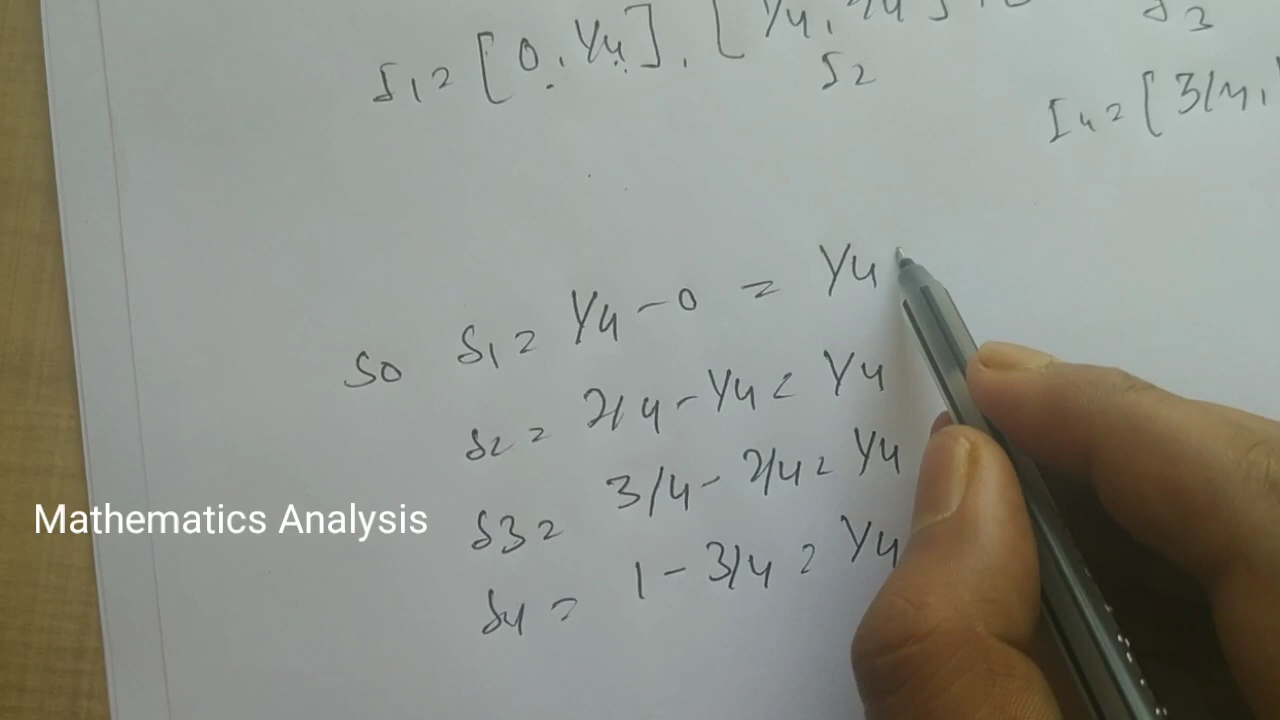 δ1 = [0, 1/4], [1/4, 2/4]
δ2
δ3
I4 = [3/4,
So δ1 = 1/4 - 0 = 1/4
δ2 = 2/4 - 1/4 = 1/4
δ3 = 3/4 - 2/4 = 1/4
δ4 = 1 - 3/4 = 1/4
Mathematics Analysis